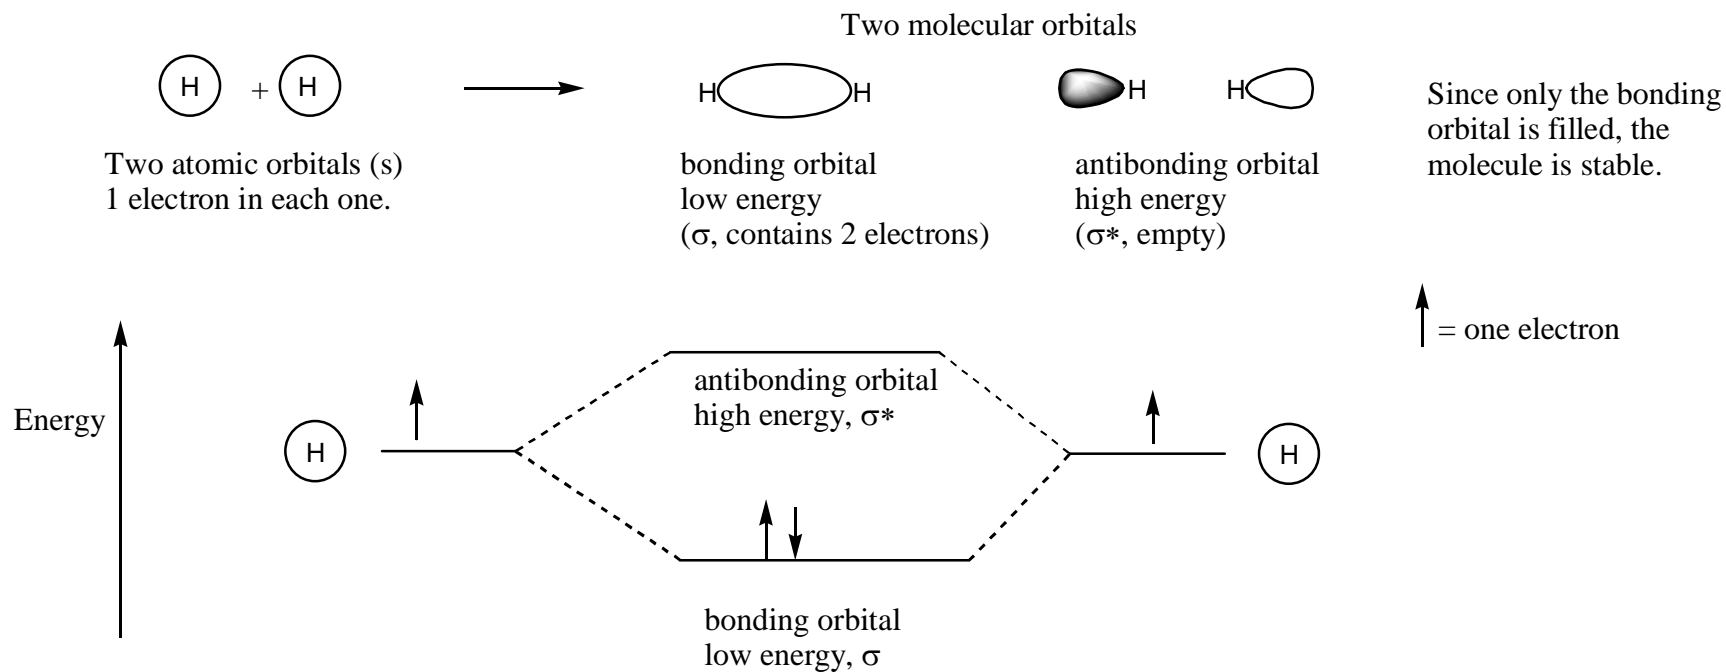 Two molecular orbitals
H + H
H H
H H
Since only the bonding
orbital is filled, the
molecule is stable.
Two atomic orbitals (s)
1 electron in each one.
bonding orbital
low energy
(σ, contains 2 electrons)
antibonding orbital
high energy
(σ*, empty)
= one electron
Energy
H
antibonding orbital
high energy, σ*
H
bonding orbital
low energy, σ